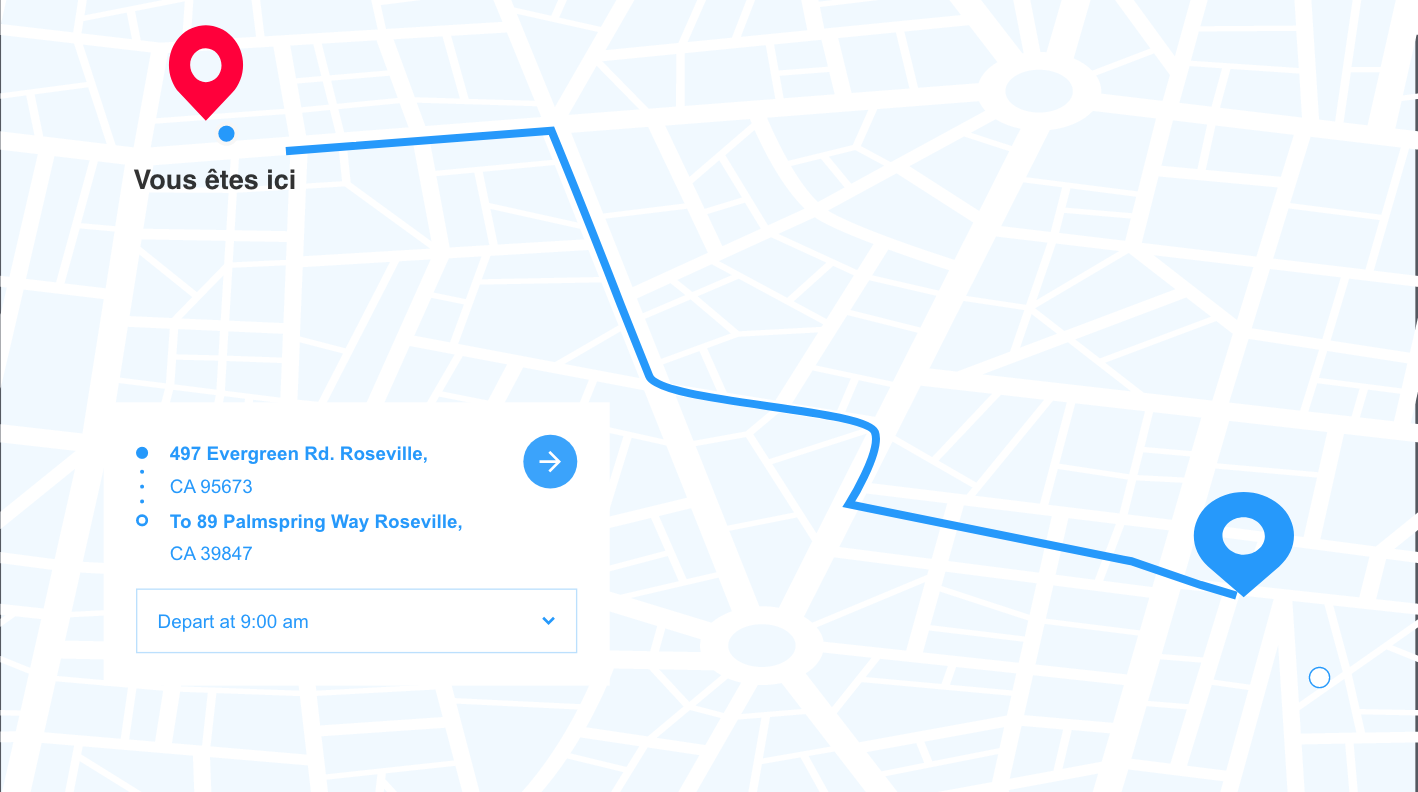 Vous êtes ici
497 Evergreen Rd. Roseville,
CA 95673
To 89 Palmspring Way Roseville,
CA 39847
Depart at 9:00 am